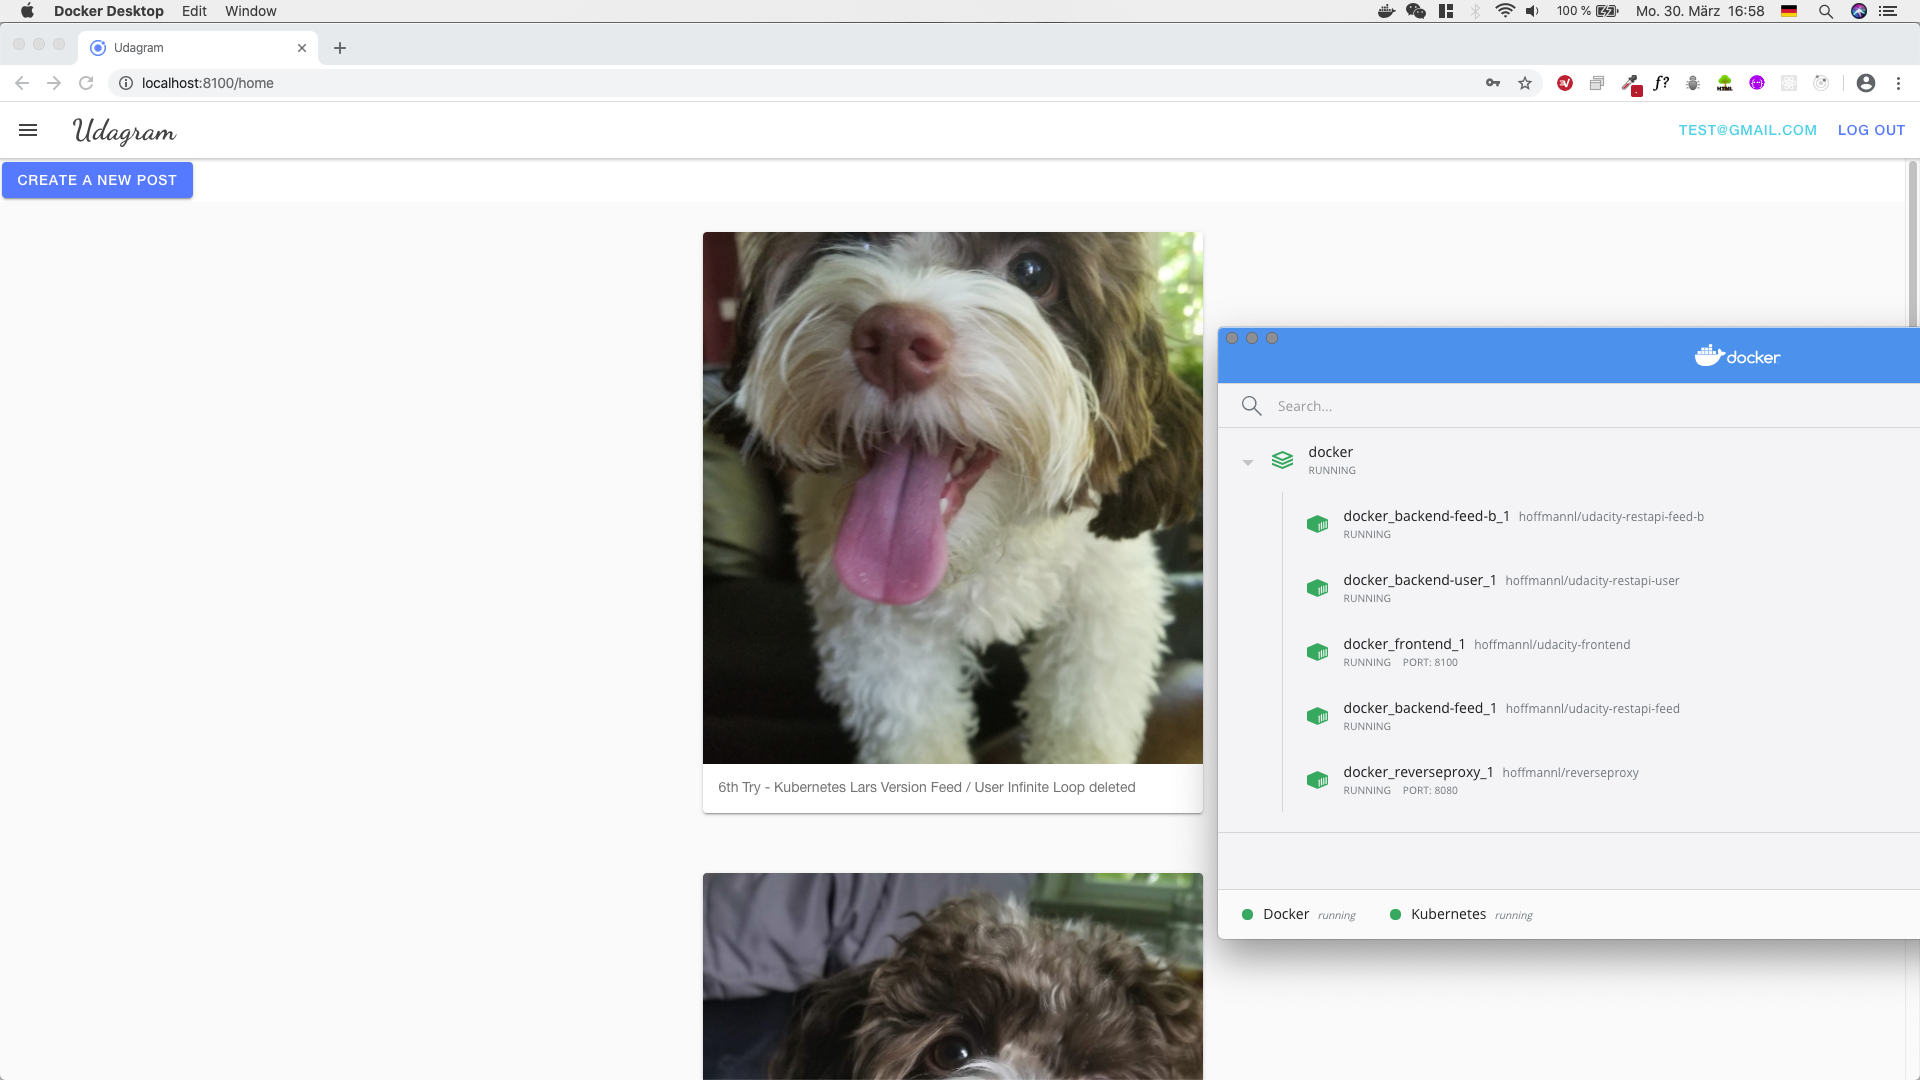 Docker Desktop Edit Window 100 % Mo. 30. März 16:58
Udagram
localhost:8100/home f?
Udagram TEST@GMAIL.COM LOG OUT
CREATE A NEW POST
6th Try - Kubernetes Lars Version Feed / User Infinite Loop deleted
docker
Search...
docker
RUNNING
docker_backend-feed-b_1 hoffmannl/udacity-restapi-feed-b
RUNNING
docker_backend-user_1 hoffmannl/udacity-restapi-user
RUNNING
docker_frontend_1 hoffmannl/udacity-frontend
RUNNING PORT: 8100
docker_backend-feed_1 hoffmannl/udacity-restapi-feed
RUNNING
docker_reverseproxy_1 hoffmannl/reverseproxy
RUNNING PORT: 8080
Docker running Kubernetes running